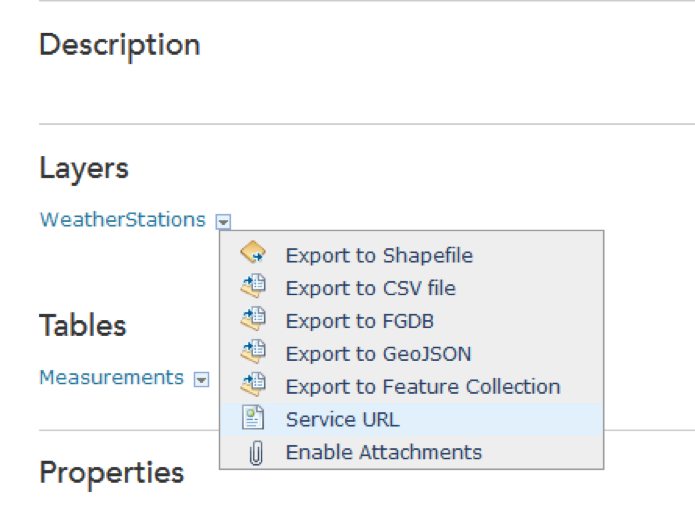 Description
Layers
WeatherStations
Export to Shapefile
Export to CSV file
Export to FGDB
Export to GeoJSON
Export to Feature Collection
Service URL
Enable Attachments
Tables
Measurements
Properties